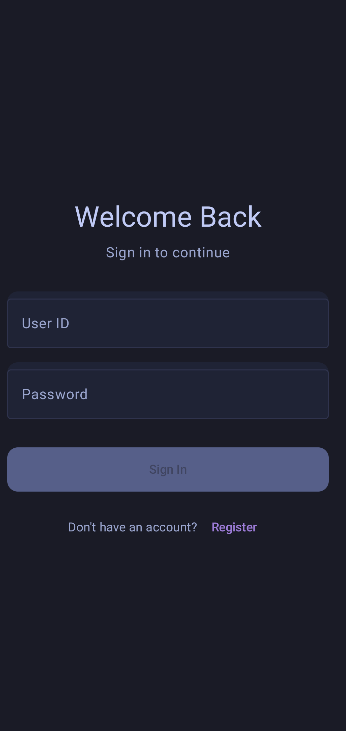 Welcome Back
Sign in to continue
User ID
Password
Sign In
Don't have an account? Register